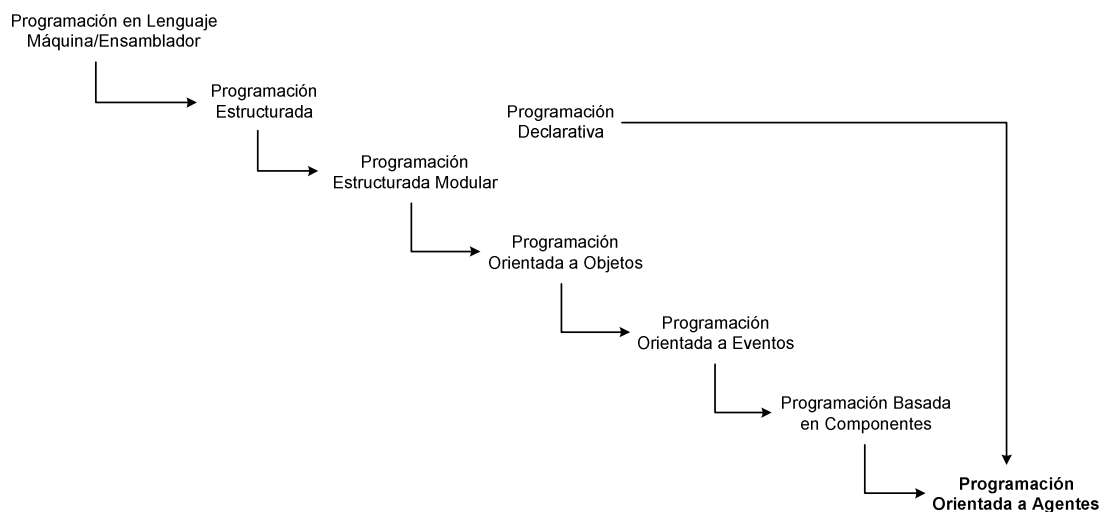 Programación en Lenguaje
Máquina/Ensamblador
Programación
Estructurada
Programación
Declarativa
Programación
Estructurada Modular
Programación
Orientada a Objetos
Programación
Orientada a Eventos
Programación Basada
en Componentes
Programación
Orientada a Agentes